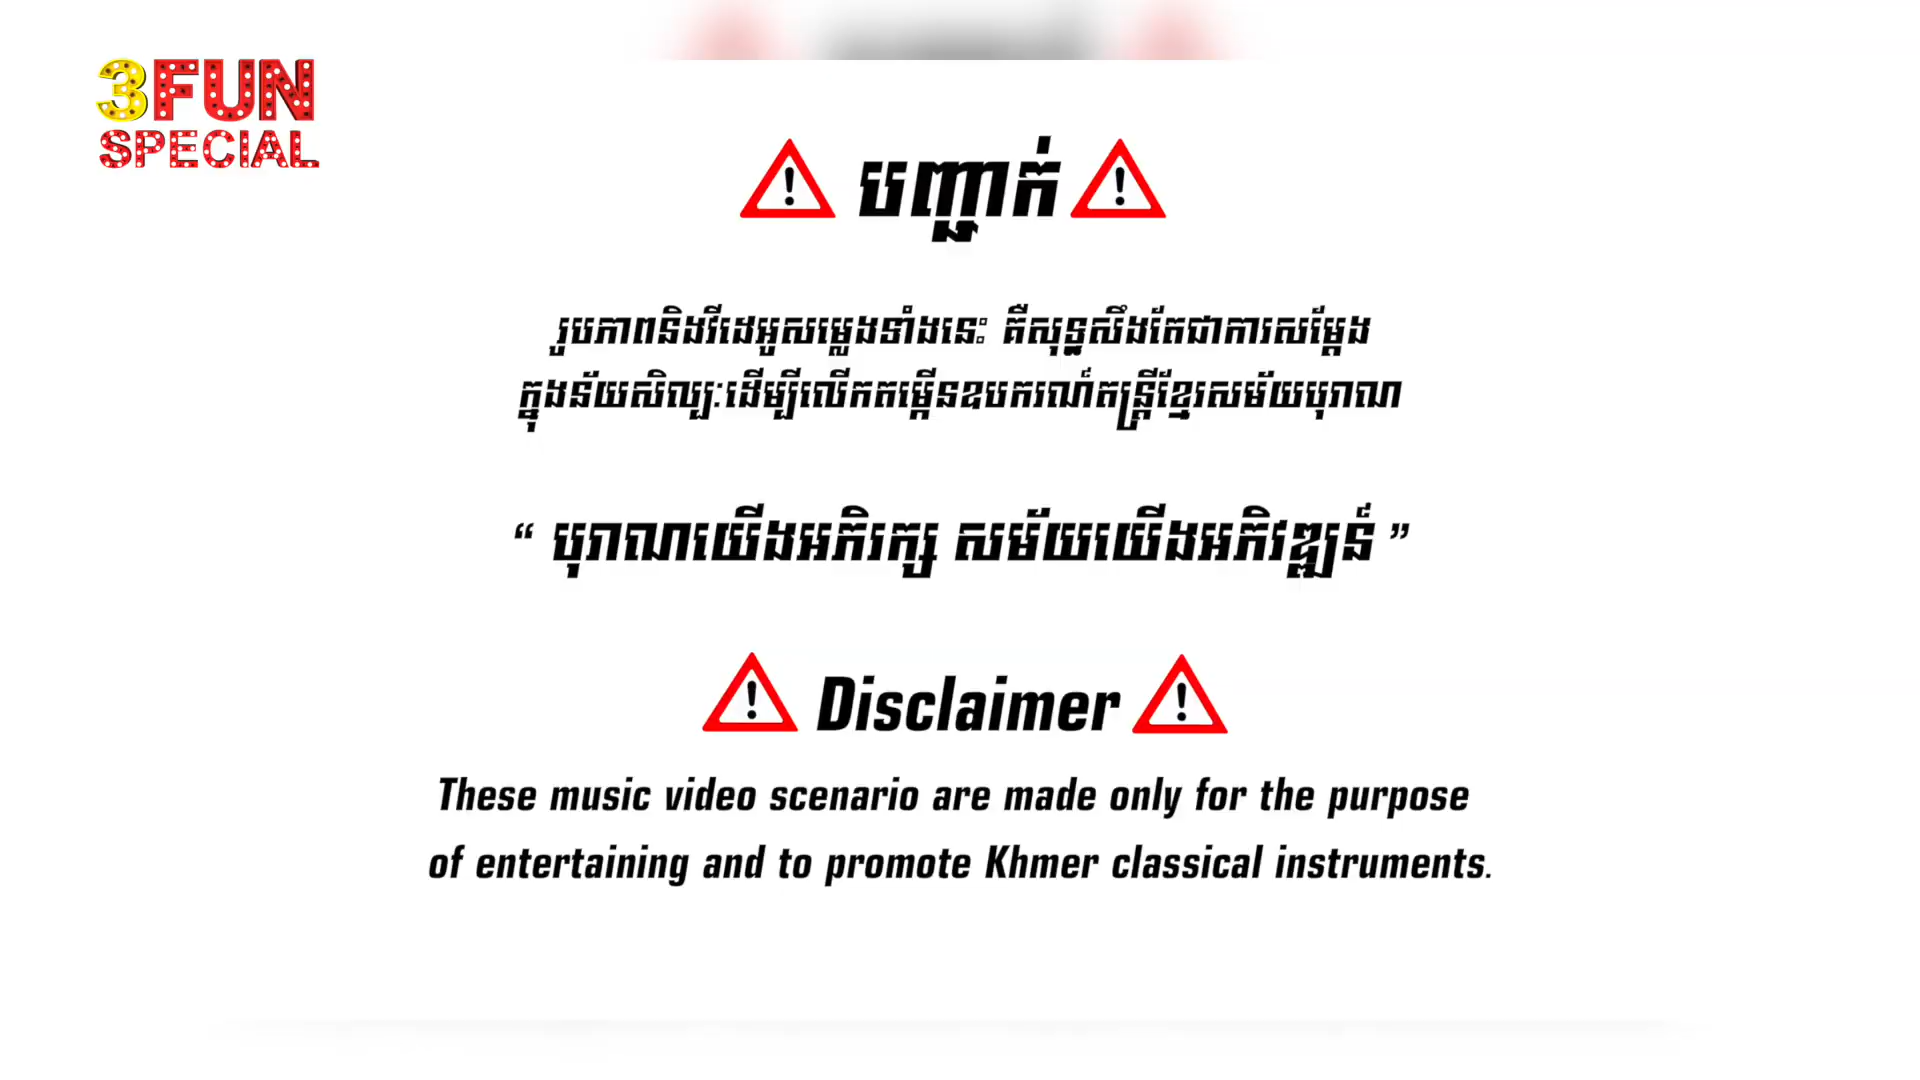 3FUN
SPECIAL
បញ្ជាក់
រូបភាពនិងវីដេអូសម្លេងទាំងនេះ គឺសុទ្ធសឹងតែជាការសម្ដែង
ក្នុងន័យសិល្បៈដើម្បីលើកតម្កើនឧបករណ៍តន្ត្រីខ្មែរសម័យបុរាណ
“ បុរាណយើងអភិរក្ស សម័យយើងអភិវឌ្ឍន៍ ”
Disclaimer
These music video scenario are made only for the purpose
of entertaining and to promote Khmer classical instruments.